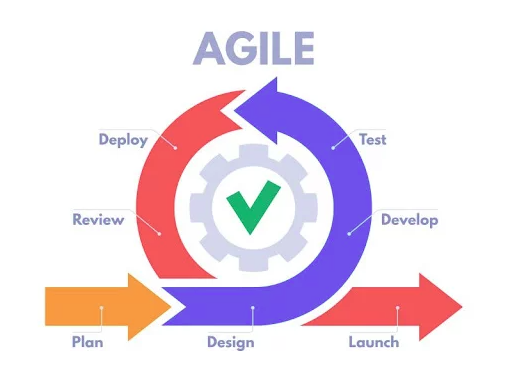 AGILE
Deploy
Test
Review
Develop
Plan
Design
Launch